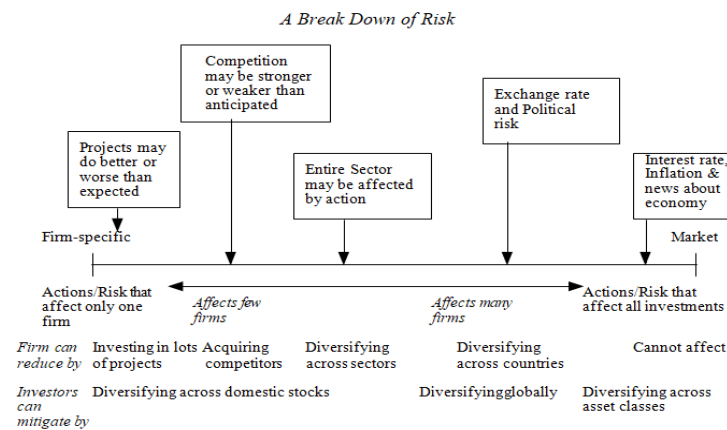 A Break Down of Risk
Competition
may be stronger
or weaker than
anticipated
Exchange rate
and Political
risk
Projects may
do better or
worse than
expected
Entire Sector
may be affected
by action
Interest rate,
Inflation &
news about
economy
Firm-specific
Market
Actions/Risk that
affect only one
firm
Affects few
firms
Affects many
firms
Actions/Risk that
affect all investments
Firm can
reduce by
Investing in lots
of projects
Acquiring
competitors
Diversifying
across sectors
Diversifying
across countries
Cannot affect
Investors
can
mitigate by
Diversifying across domestic stocks
Diversifyingglobally
Diversifying across
asset classes